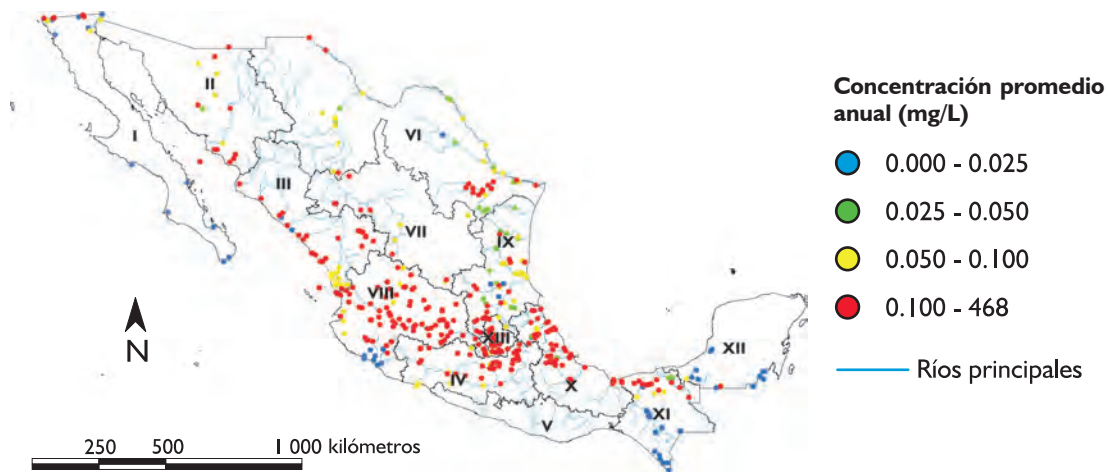 I
II
III
VI
VII
IX
VIII
XIII
IV
X
V
XI
XII
N
250 500 1 000 kilómetros
Concentración promedio
anual (mg/L)
0.000 - 0.025
0.025 - 0.050
0.050 - 0.100
0.100 - 468
Ríos principales